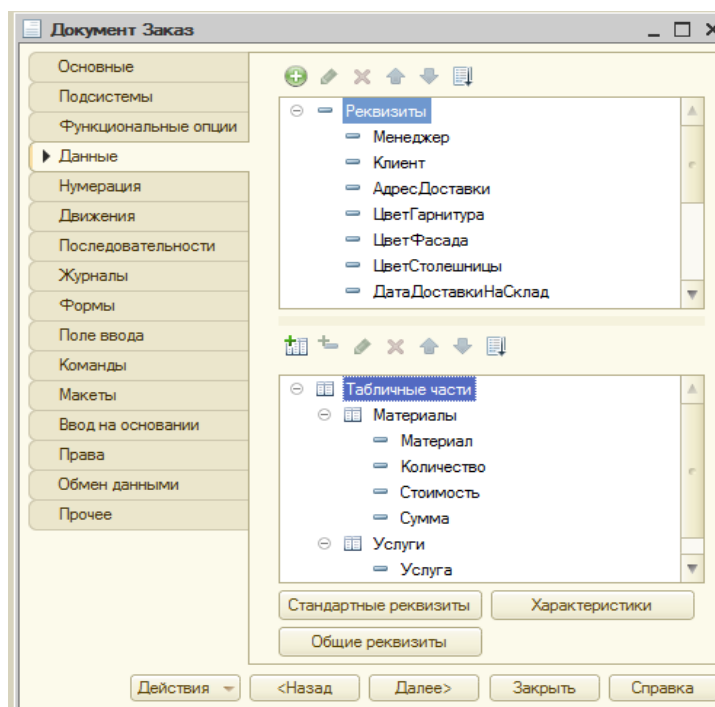 Документ Заказ
Основные
Подсистемы
Функциональные опции
Данные
Нумерация
Движения
Последовательности
Журналы
Формы
Поле ввода
Команды
Макеты
Ввод на основании
Права
Обмен данными
Прочее
Реквизиты
Менеджер
Клиент
АдресДоставки
ЦветГарнитура
ЦветФасада
ЦветСтолешницы
ДатаДоставкиНаСклад
Табличные части
Материалы
Материал
Количество
Стоимость
Сумма
Услуги
Услуга
Стандартные реквизиты
Характеристики
Общие реквизиты
Действия
<Назад
Далее>
Закрыть
Справка